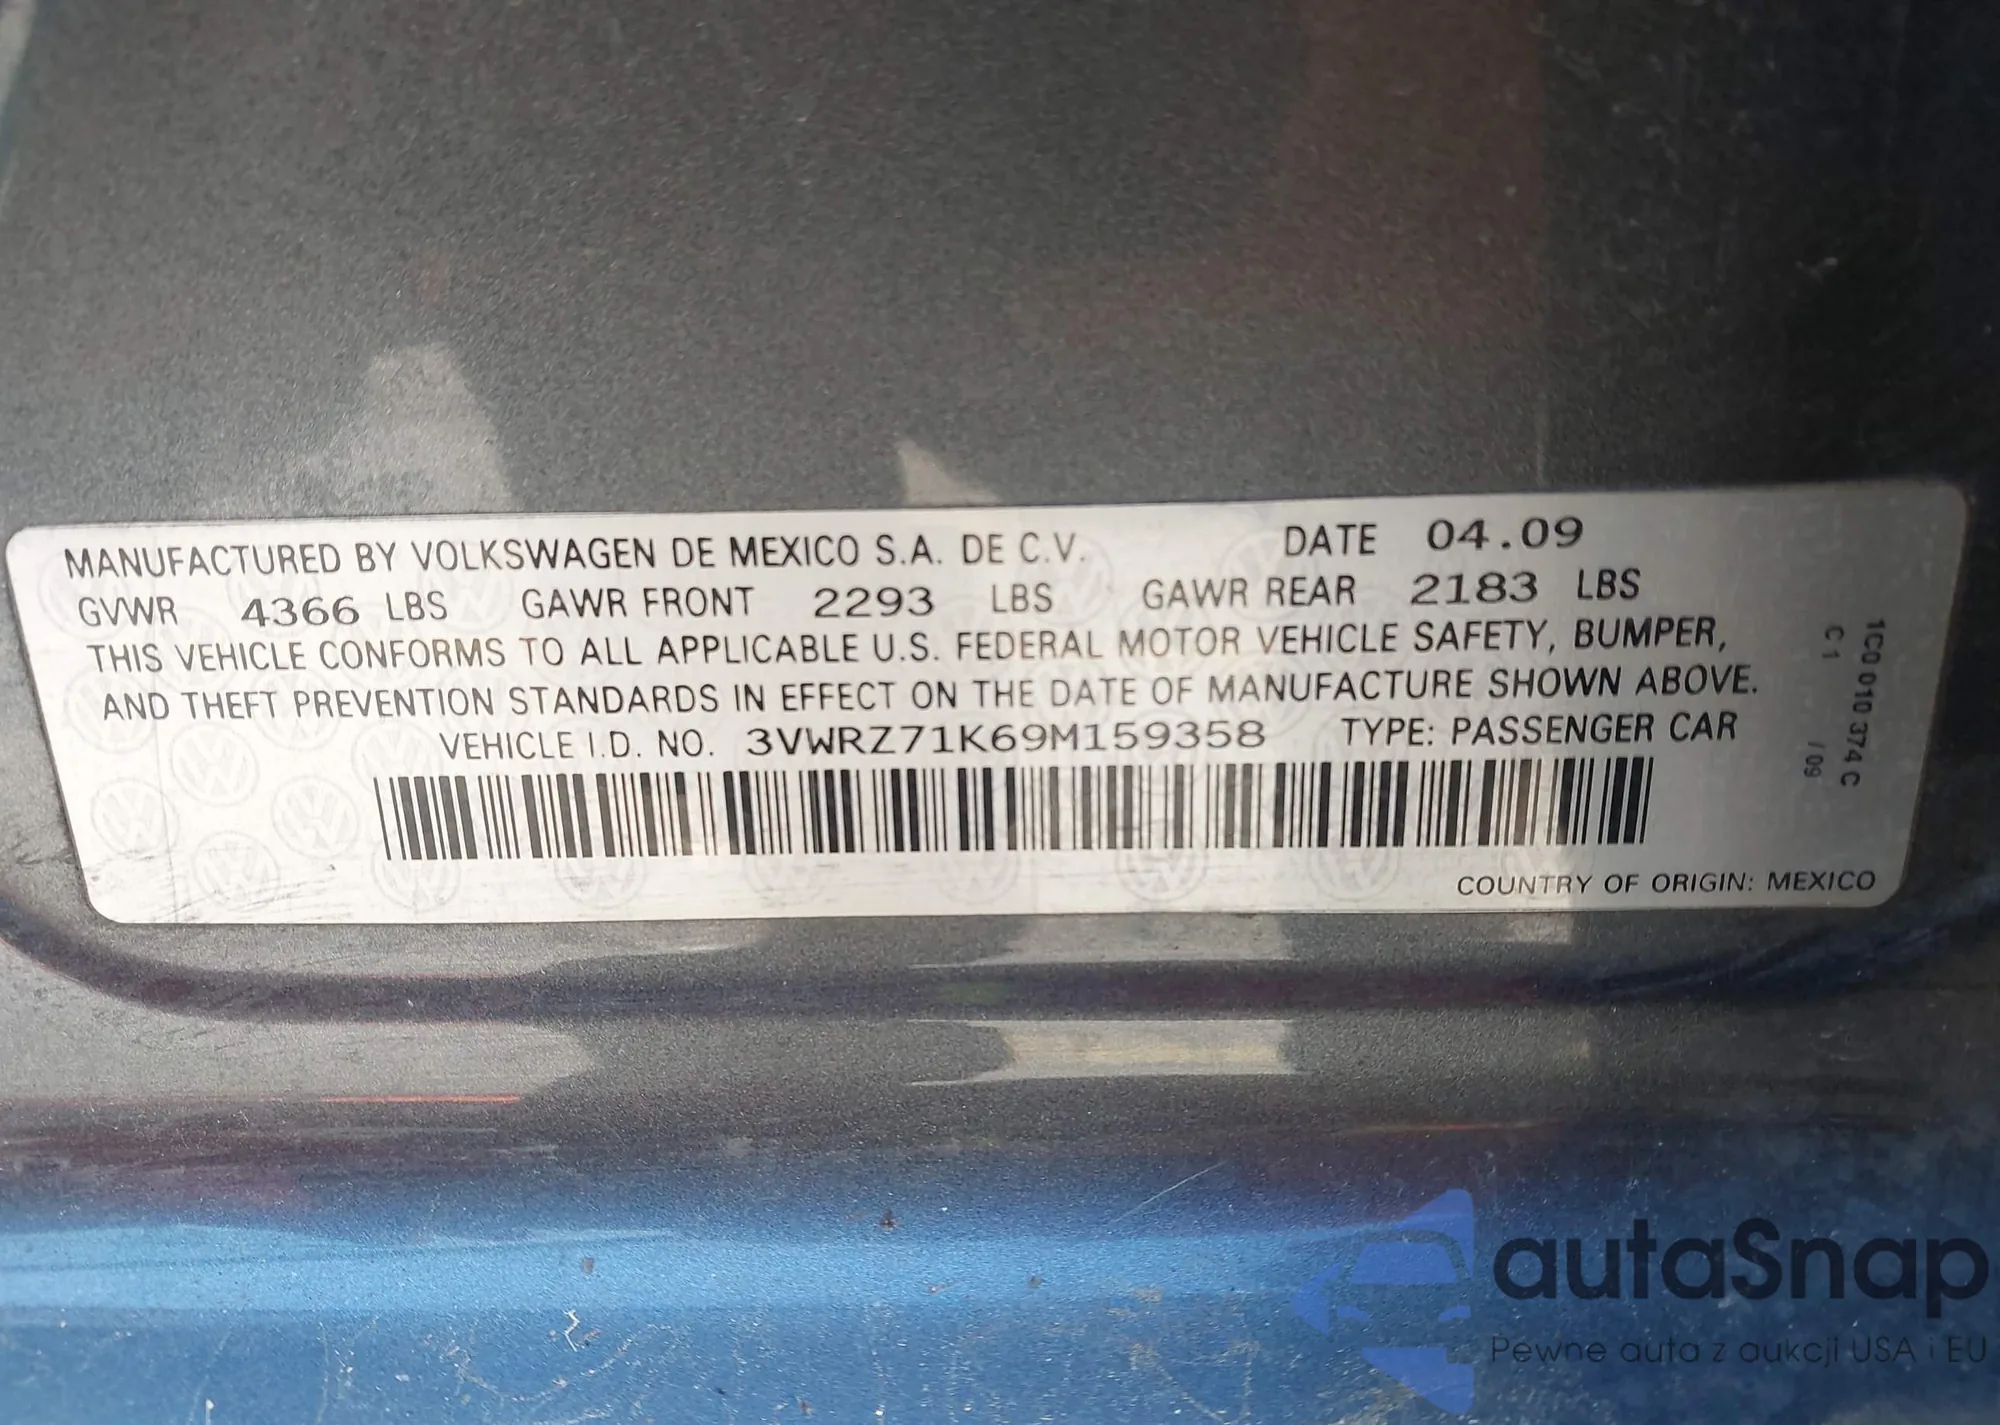 MANUFACTURED BY VOLKSWAGEN DE MEXICO S.A. DE C.V. DATE 04.09
GVWR 4366 LBS GAWR FRONT 2293 LBS GAWR REAR 2183 LBS
THIS VEHICLE CONFORMS TO ALL APPLICABLE U.S. FEDERAL MOTOR VEHICLE SAFETY, BUMPER,
AND THEFT PREVENTION STANDARDS IN EFFECT ON THE DATE OF MANUFACTURE SHOWN ABOVE.
VEHICLE I.D. NO. 3VWRZ71K69M159358 TYPE: PASSENGER CAR
COUNTRY OF ORIGIN: MEXICO
1C0 010 374 C
C1 /09
autaSnap
Pewne auta z aukcji USA i EU